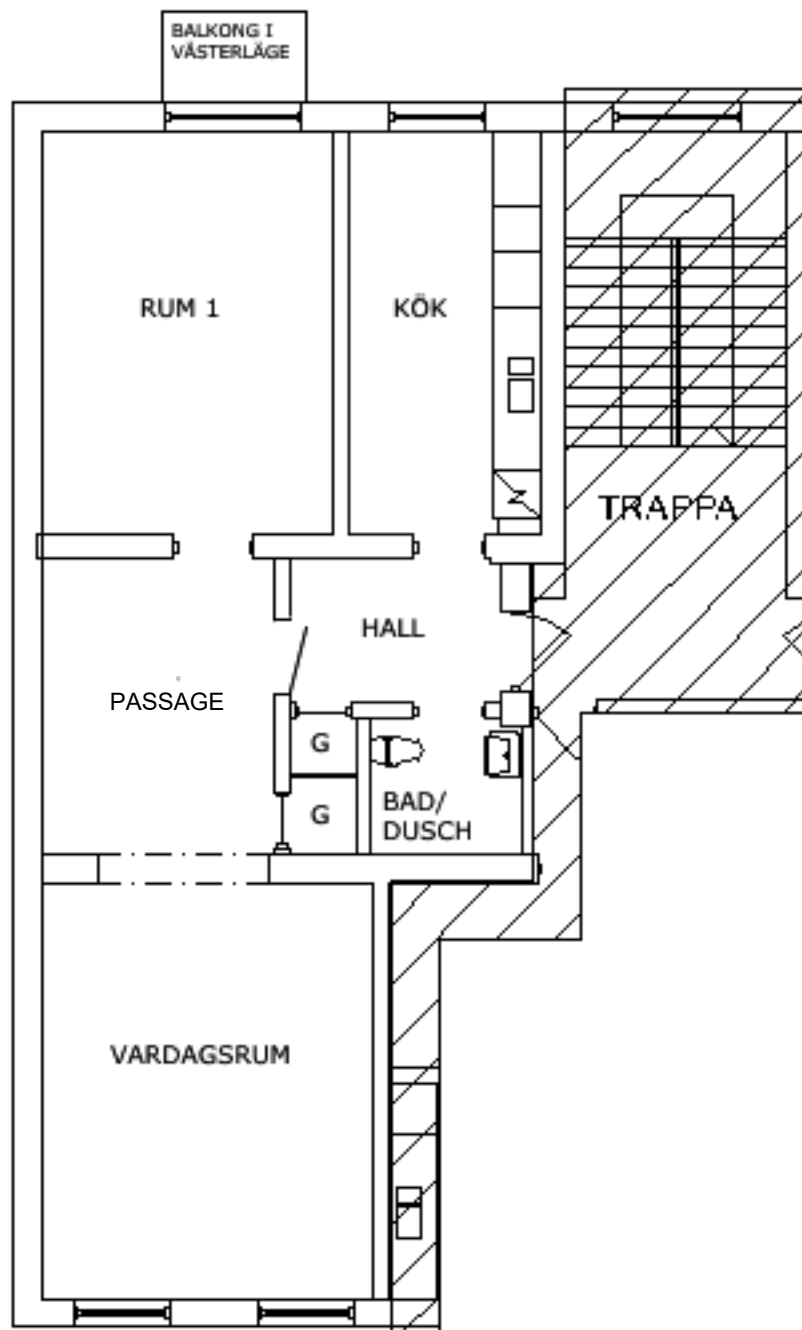 BALKONG I
VÄSTERLÄGE
RUM 1
KÖK
TRAPPA
HALL
PASSAGE
G
G
BAD/
DUSCH
VARDAGSRUM